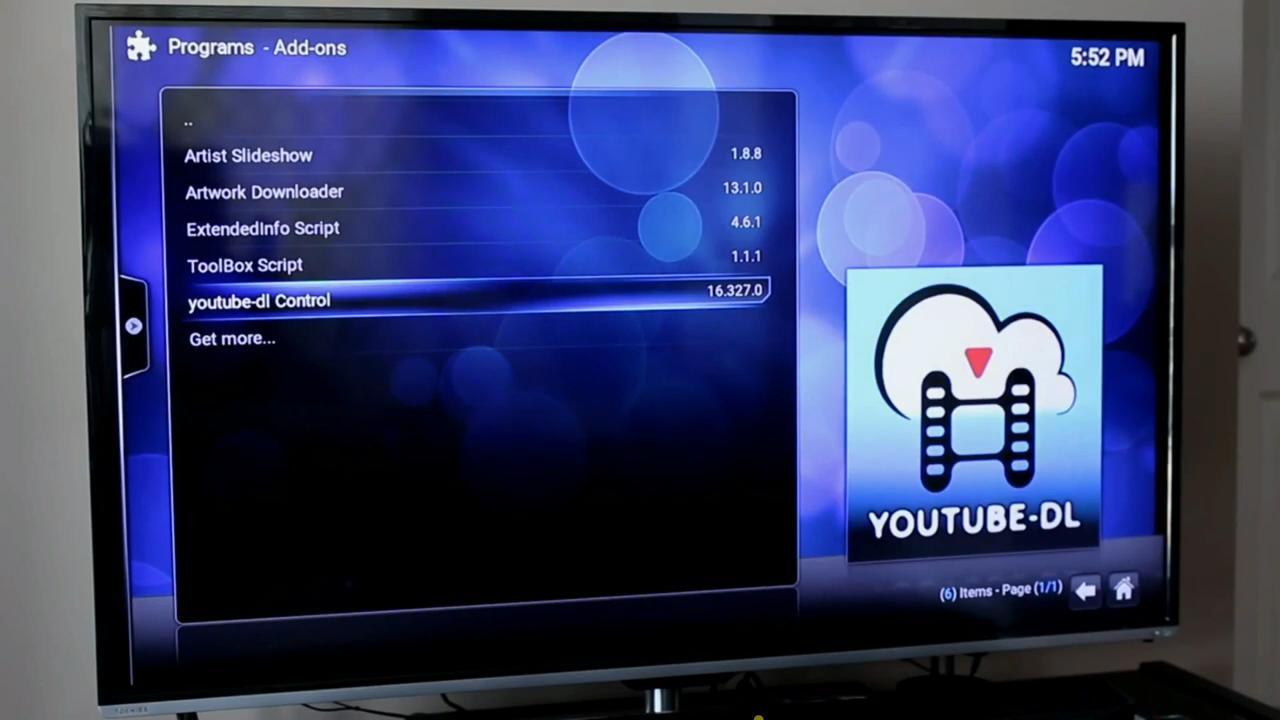 Programs - Add-ons
5:52 PM
..
Artist Slideshow 1.8.8
Artwork Downloader 13.1.0
ExtendedInfo Script 4.6.1
ToolBox Script 1.1.1
youtube-dl Control 16.327.0
Get more...
YOUTUBE-DL
(6) Items - Page (1/1)
TOSHIBA